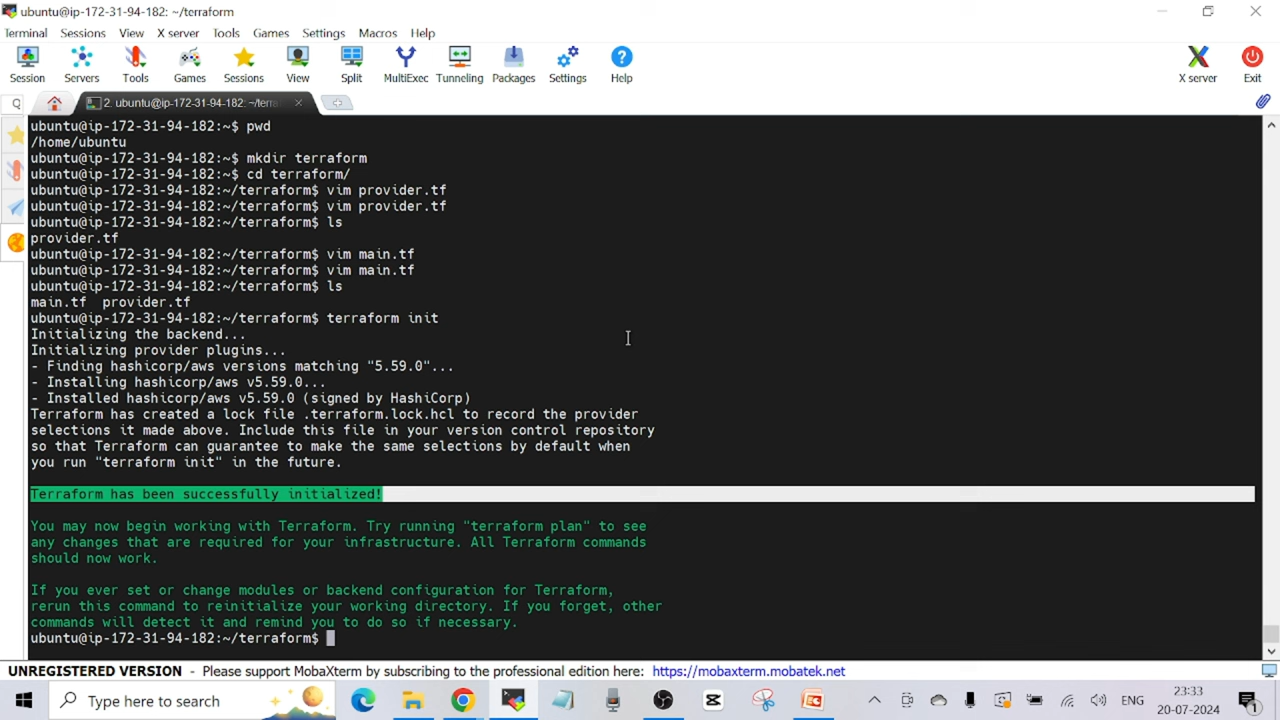 ubuntu@ip-172-31-94-182: ~/terraform
Terminal Sessions View X server Tools Games Settings Macros Help
Session Servers Tools Games Sessions View Split MultiExec Tunneling Packages Settings Help X server Exit
2. ubuntu@ip-172-31-94-182: ~/terra
ubuntu@ip-172-31-94-182:~$ pwd
/home/ubuntu
ubuntu@ip-172-31-94-182:~$ mkdir terraform
ubuntu@ip-172-31-94-182:~$ cd terraform/
ubuntu@ip-172-31-94-182:~/terraform$ vim provider.tf
ubuntu@ip-172-31-94-182:~/terraform$ vim provider.tf
ubuntu@ip-172-31-94-182:~/terraform$ ls
provider.tf
ubuntu@ip-172-31-94-182:~/terraform$ vim main.tf
ubuntu@ip-172-31-94-182:~/terraform$ vim main.tf
ubuntu@ip-172-31-94-182:~/terraform$ ls
main.tf  provider.tf
ubuntu@ip-172-31-94-182:~/terraform$ terraform init
Initializing the backend...
Initializing provider plugins...
- Finding hashicorp/aws versions matching "5.59.0"...
- Installing hashicorp/aws v5.59.0...
- Installed hashicorp/aws v5.59.0 (signed by HashiCorp)
Terraform has created a lock file .terraform.lock.hcl to record the provider
selections it made above. Include this file in your version control repository
so that Terraform can guarantee to make the same selections by default when
you run "terraform init" in the future.
Terraform has been successfully initialized!
You may now begin working with Terraform. Try running "terraform plan" to see
any changes that are required for your infrastructure. All Terraform commands
should now work.
If you ever set or change modules or backend configuration for Terraform,
rerun this command to reinitialize your working directory. If you forget, other
commands will detect it and remind you to do so if necessary.
ubuntu@ip-172-31-94-182:~/terraform$
UNREGISTERED VERSION - Please support MobaXterm by subscribing to the professional edition here: https://mobaxterm.mobatek.net
Type here to search ENG 23:33
20-07-2024 1